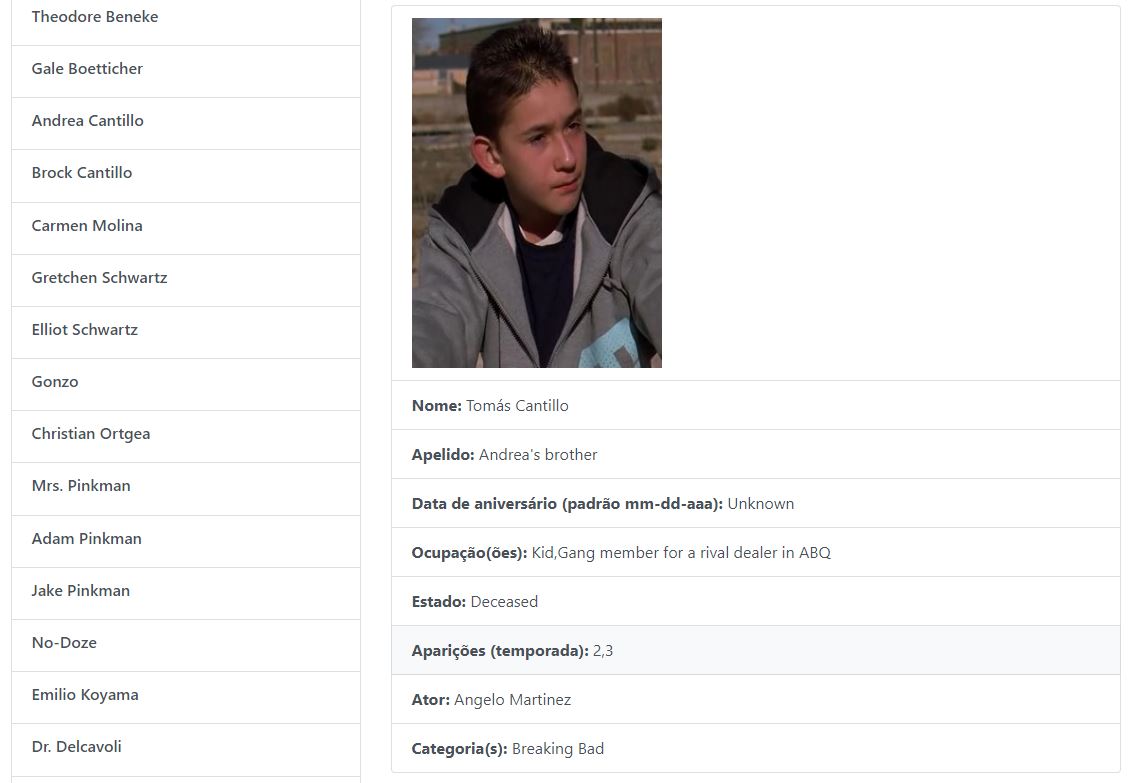 Theodore Beneke
Gale Boetticher
Andrea Cantillo
Brock Cantillo
Carmen Molina
Gretchen Schwartz
Elliot Schwartz
Gonzo
Christian Ortgea
Mrs. Pinkman
Adam Pinkman
Jake Pinkman
No-Doze
Emilio Koyama
Dr. Delcavoli
Nome: Tomás Cantillo
Apelido: Andrea's brother
Data de aniversário (padrão mm-dd-aaa): Unknown
Ocupação(ões): Kid,Gang member for a rival dealer in ABQ
Estado: Deceased
Aparições (temporada): 2,3
Ator: Angelo Martinez
Categoria(s): Breaking Bad